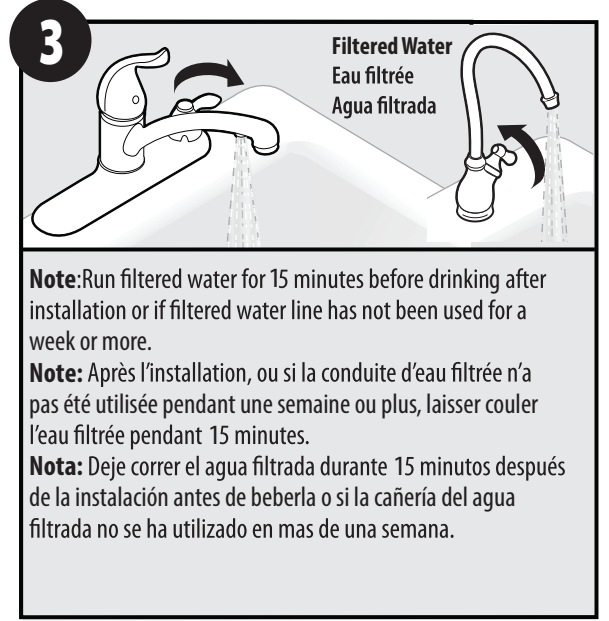 3
Filtered Water
Eau filtrée
Agua filtrada
Note:Run filtered water for 15 minutes before drinking after
installation or if filtered water line has not been used for a
week or more.
Note: Après l'installation, ou si la conduite d'eau filtrée n'a
pas été utilisée pendant une semaine ou plus, laisser couler
l'eau filtrée pendant 15 minutes.
Nota: Deje correr el agua filtrada durante 15 minutos después
de la instalación antes de beberla o si la cañería del agua
filtrada no se ha utilizado en mas de una semana.